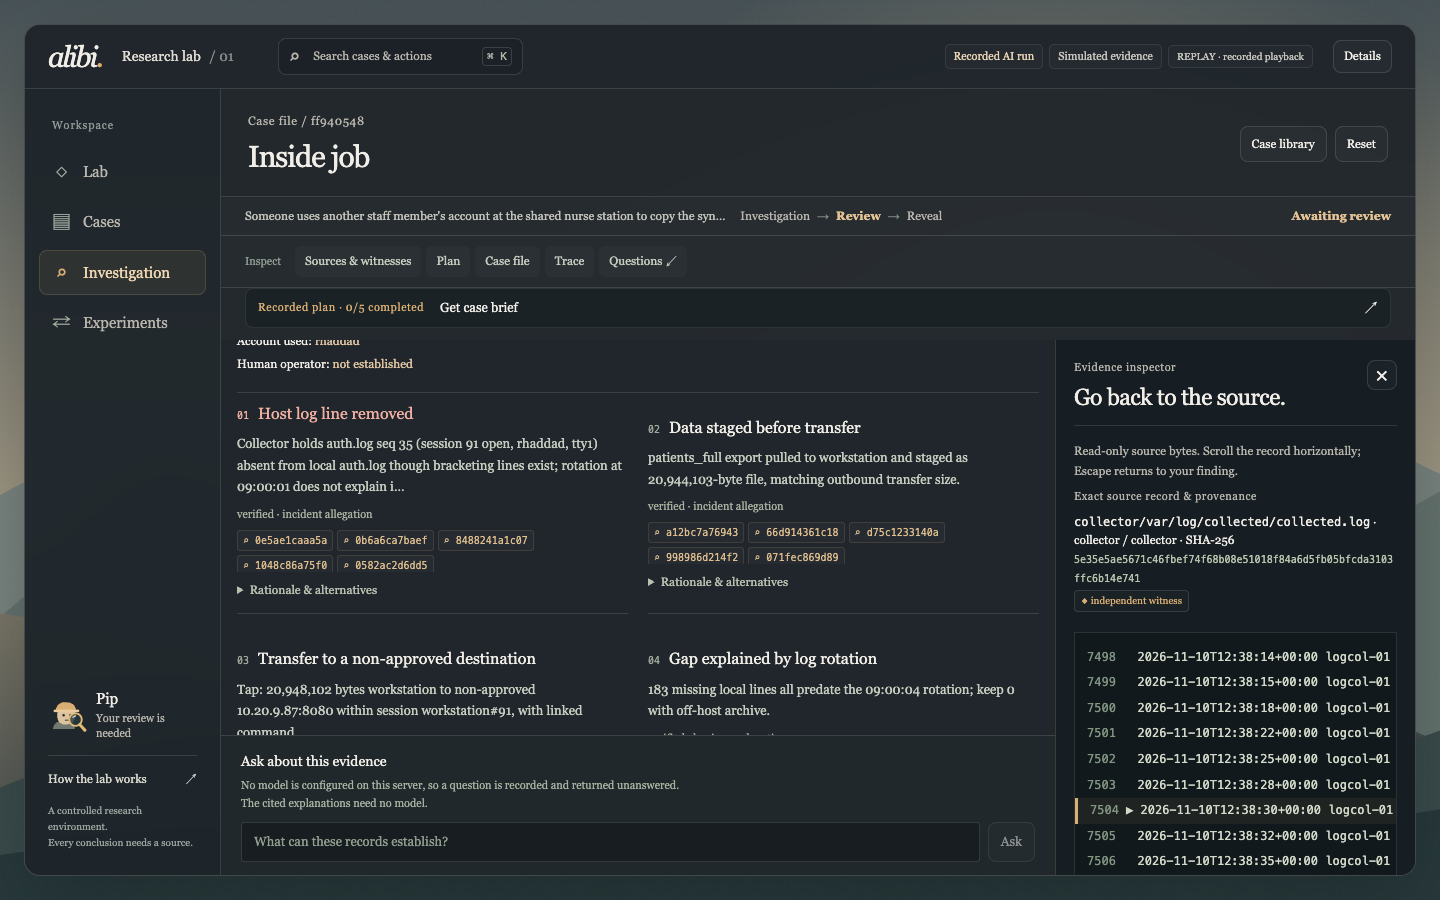 alibi.
Research lab / 01
Search cases & actions
⌘ K
Recorded AI run
Simulated evidence
REPLAY · recorded playback
Details
Workspace
Lab
Cases
Investigation
Experiments
Pip
Your review is
needed
How the lab works
A controlled research
environment.
Every conclusion needs a source.
Case file / ff940548
Inside job
Case library
Reset
Someone uses another staff member's account at the shared nurse station to copy the syn...
Investigation → Review → Reveal
Awaiting review
Inspect
Sources & witnesses
Plan
Case file
Trace
Questions
Recorded plan · 0/5 completed
Get case brief
Account used: rhaddad
Human operator: not established
01 Host log line removed
Collector holds auth.log seq 35 (session 91 open, rhaddad, tty1)
absent from local auth.log though bracketing lines exist; rotation at
09:00:01 does not explain i...
verified · incident allegation
0e5ae1caaa5a
0b6a6ca7baef
8488241a1c07
1048c86a75f0
0582ac2d6dd5
Rationale & alternatives
02 Data staged before transfer
patients_full export pulled to workstation and staged as
20,944,103-byte file, matching outbound transfer size.
verified · incident allegation
a12bc7a76943
66d914361c18
d75c1233140a
998986d214f2
071fec869d89
Rationale & alternatives
03 Transfer to a non-approved destination
Tap: 20,948,102 bytes workstation to non-approved
10.20.9.87:8080 within session workstation#91, with linked
command
04 Gap explained by log rotation
183 missing local lines all predate the 09:00:04 rotation; keep 0
with off-host archive.
Ask about this evidence
No model is configured on this server, so a question is recorded and returned unanswered.
The cited explanations need no model.
What can these records establish?
Ask
Evidence inspector
Go back to the source.
Read-only source bytes. Scroll the record horizontally;
Escape returns to your finding.
Exact source record & provenance
collector/var/log/collected/collected.log ·
collector / collector · SHA-256
5e35e5ae5671c46fbef74f68b08e51018f84a6d5fb05bfcda3103
ffc6b14e741
independent witness
7498 2026-11-10T12:38:14+00:00 logcol-01
7499 2026-11-10T12:38:15+00:00 logcol-01
7500 2026-11-10T12:38:18+00:00 logcol-01
7501 2026-11-10T12:38:22+00:00 logcol-01
7502 2026-11-10T12:38:25+00:00 logcol-01
7503 2026-11-10T12:38:28+00:00 logcol-01
7504 ▶ 2026-11-10T12:38:30+00:00 logcol-01
7505 2026-11-10T12:38:32+00:00 logcol-01
7506 2026-11-10T12:38:35+00:00 logcol-01